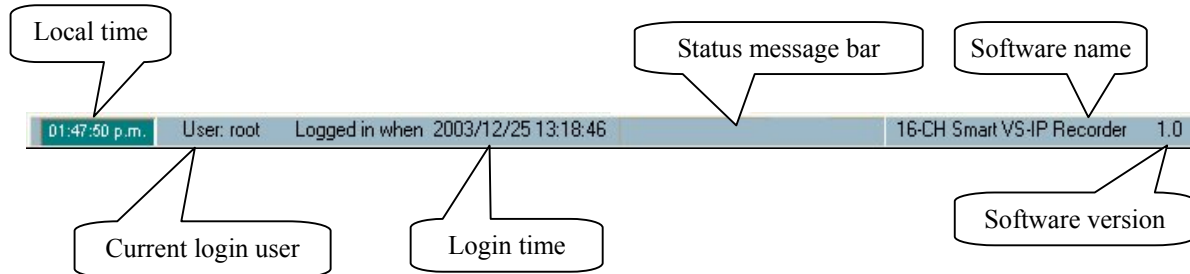 Local time
Status message bar
Software name
01:47:50 p.m. User: root Logged in when 2003/12/25 13:18:46 16-CH Smart VS-IP Recorder 1.0
Current login user
Login time
Software version